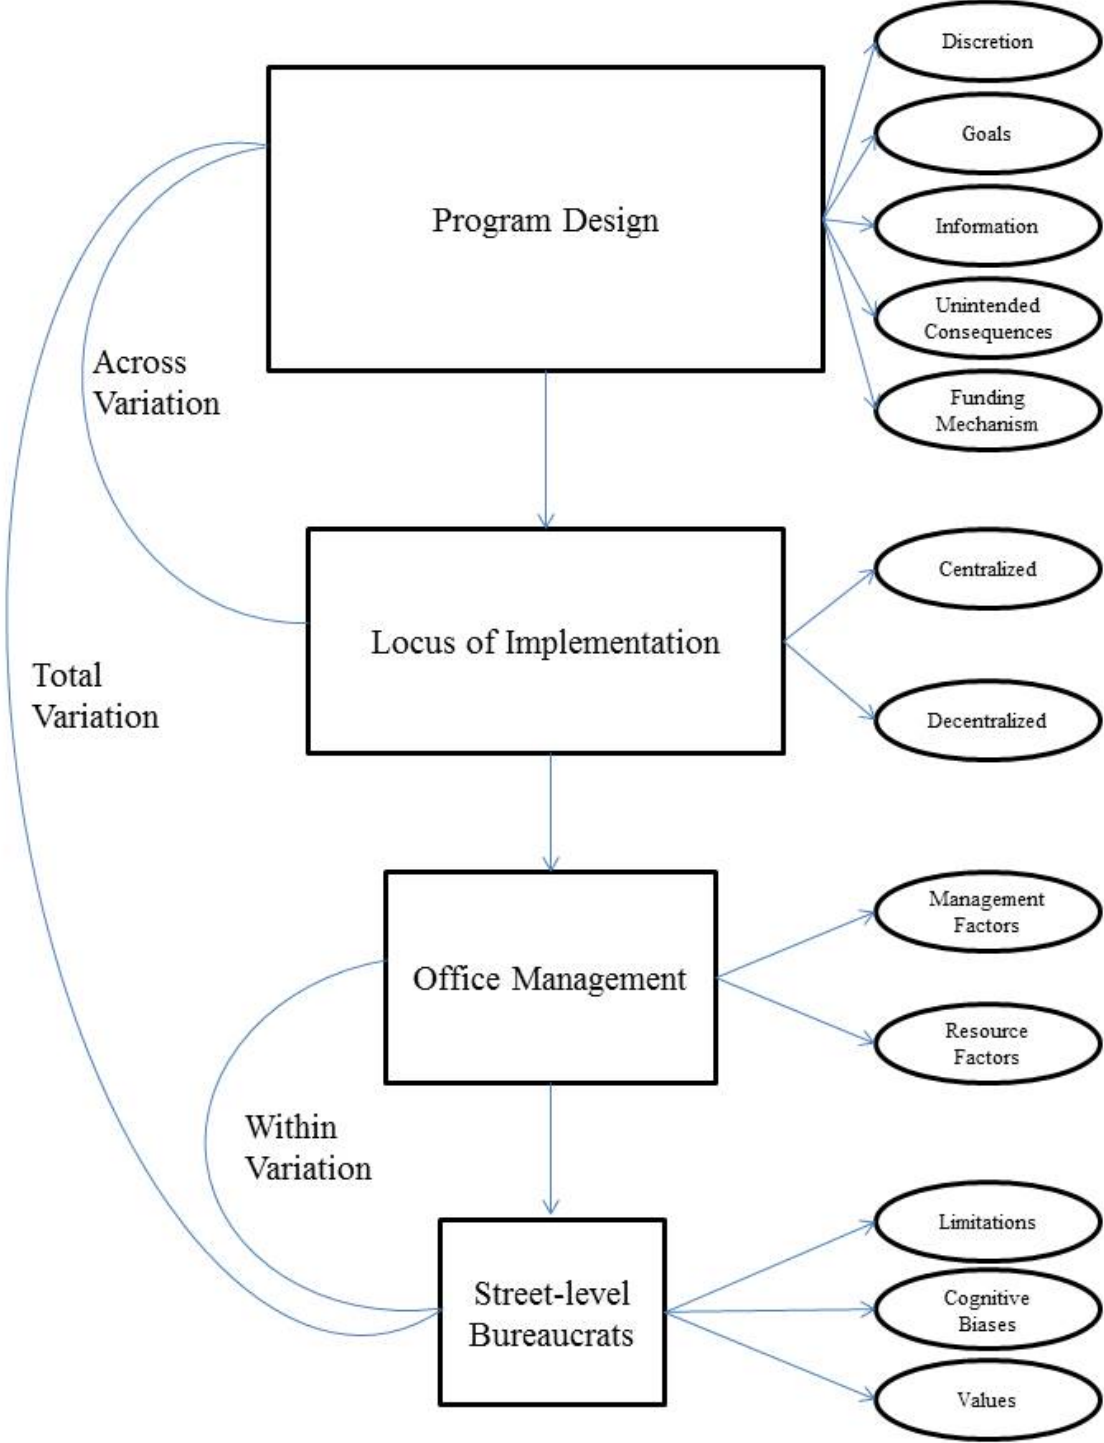 Discretion
Goals
Program Design
Information
Unintended
Consequences
Across
Variation
Funding
Mechanism
Centralized
Locus of Implementation
Total
Variation
Decentralized
Management
Factors
Office Management
Resource
Factors
Within
Variation
Limitations
Street-level
Bureaucrats
Cognitive
Biases
Values